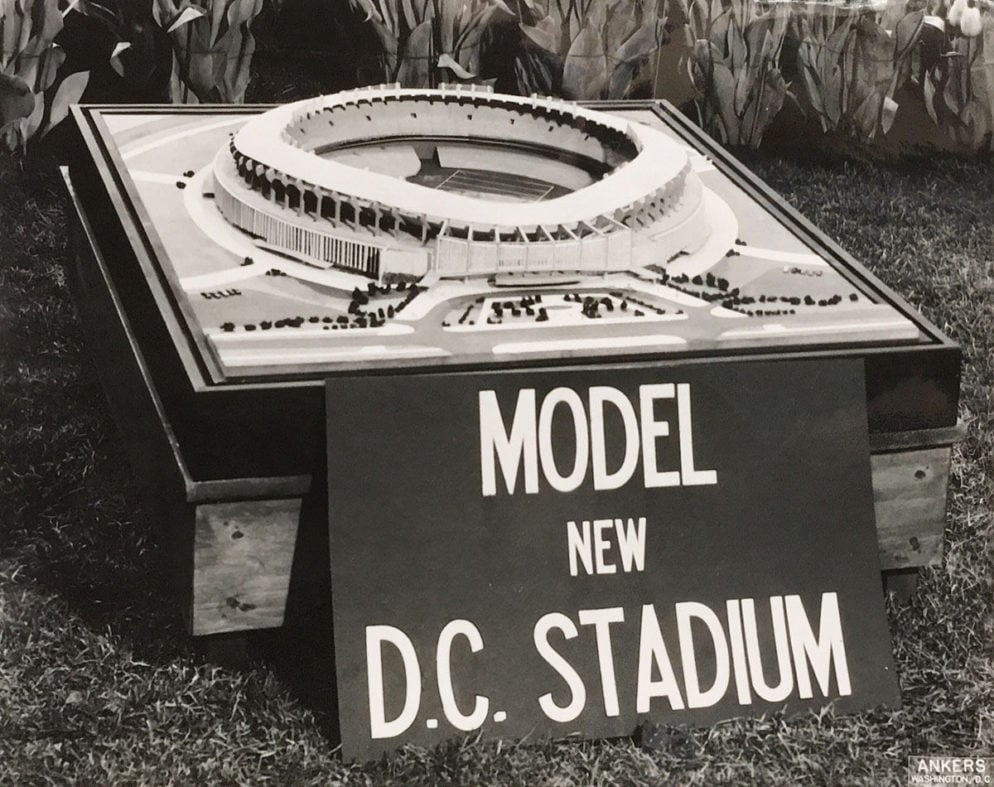 MODEL
NEW
D.C. STADIUM
ANKERS
WASHINGTON, D.C